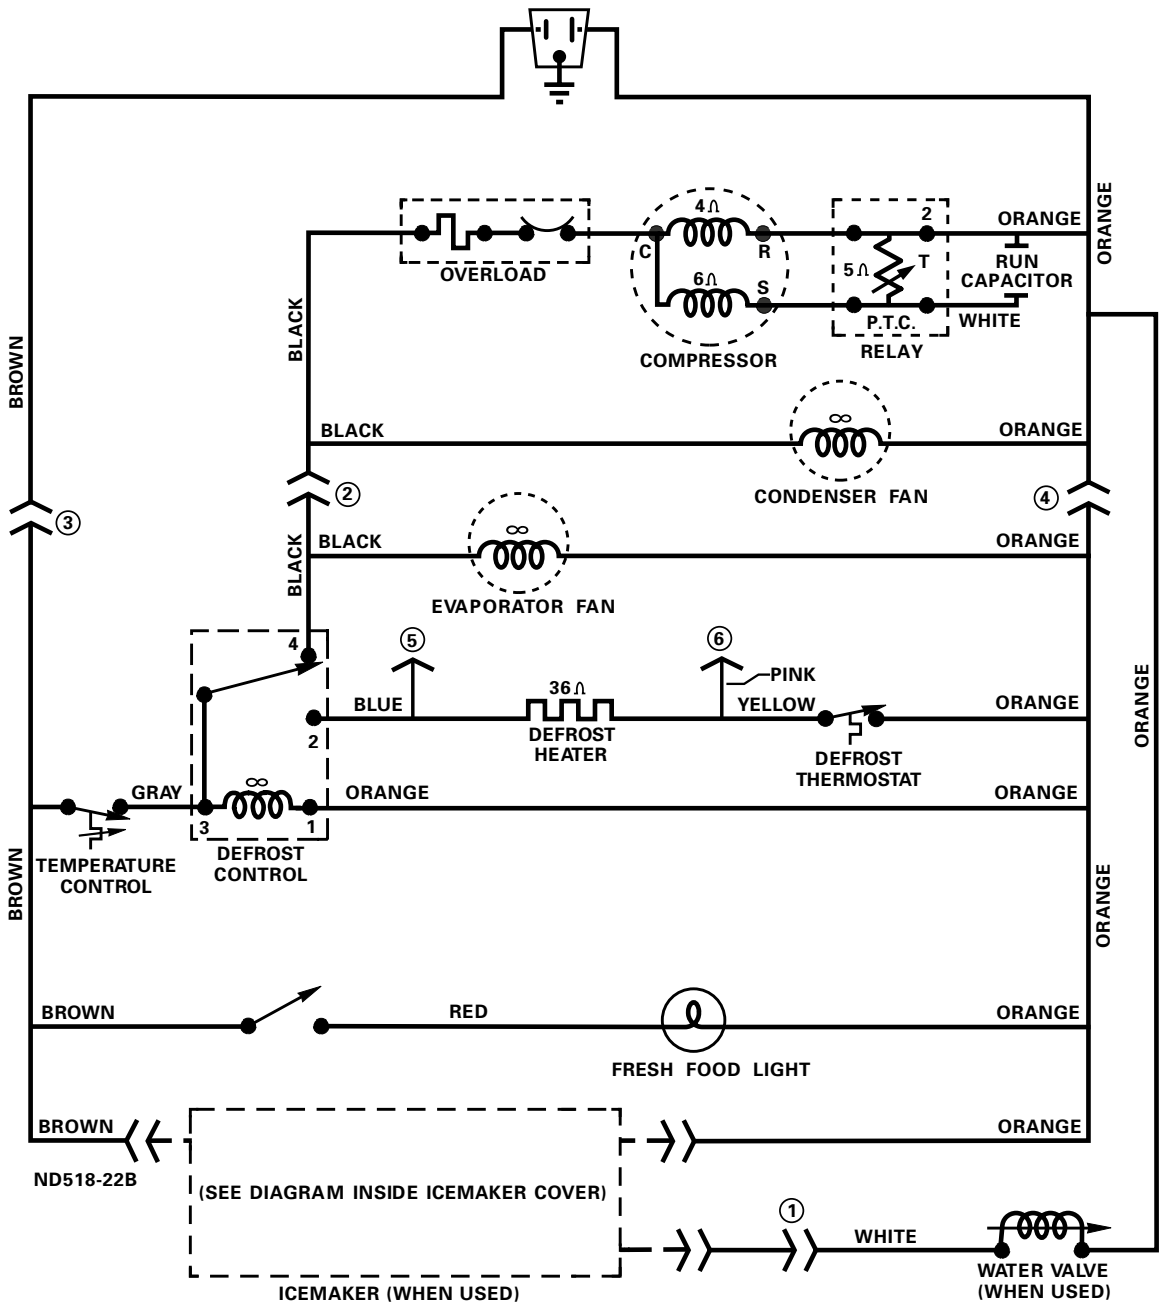 ORANGE
ORANGE
4Ω
2
OVERLOAD
C
R
5Ω
T
RUN
CAPACITOR
6Ω
S
BLACK
P.T.C.
WHITE
COMPRESSOR
RELAY
BROWN
∞
BLACK
ORANGE
CONDENSER FAN
2
4
3
∞
BLACK
BLACK
ORANGE
EVAPORATOR FAN
4
5
6
PINK
36Ω
BLUE
YELLOW
ORANGE
ORANGE
2
DEFROST
HEATER
DEFROST
THERMOSTAT
∞
GRAY
ORANGE
ORANGE
3
1
TEMPERATURE
CONTROL
DEFROST
CONTROL
BROWN
ORANGE
BROWN
RED
ORANGE
FRESH FOOD LIGHT
BROWN
ORANGE
ND518-22B
(SEE DIAGRAM INSIDE ICEMAKER COVER)
1
WHITE
WATER VALVE
(WHEN USED)
ICEMAKER (WHEN USED)